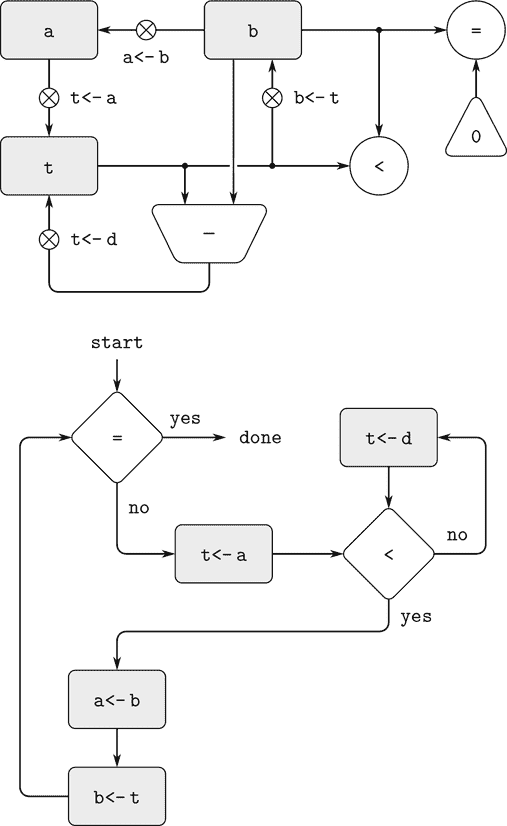 a
b
=
a<-b
t<-a
b<-t
0
t
<
t<-d
−
start
=
yes
done
t<-d
no
t<-a
<
no
yes
a<-b
b<-t